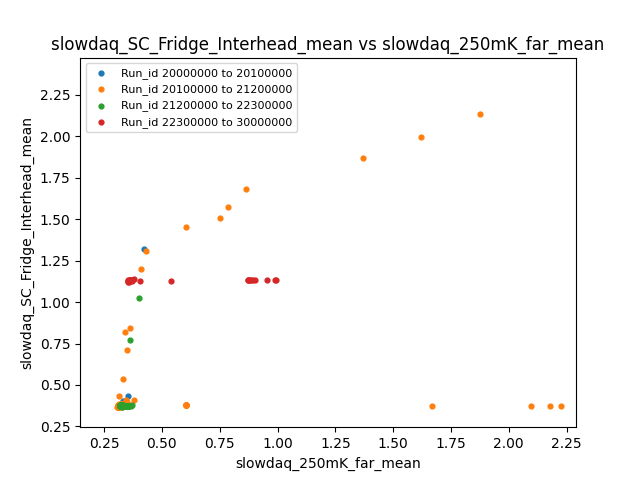 slowdaq_SC_Fridge_Interhead_mean vs slowdaq_250mK_far_mean
Run_id 20000000 to 20100000
Run_id 20100000 to 21200000
Run_id 21200000 to 22300000
Run_id 22300000 to 30000000
slowdaq_SC_Fridge_Interhead_mean
2.25
2.00
1.75
1.50
1.25
1.00
0.75
0.50
0.25
0.25
0.50
0.75
1.00
1.25
1.50
1.75
2.00
2.25
slowdaq_250mK_far_mean